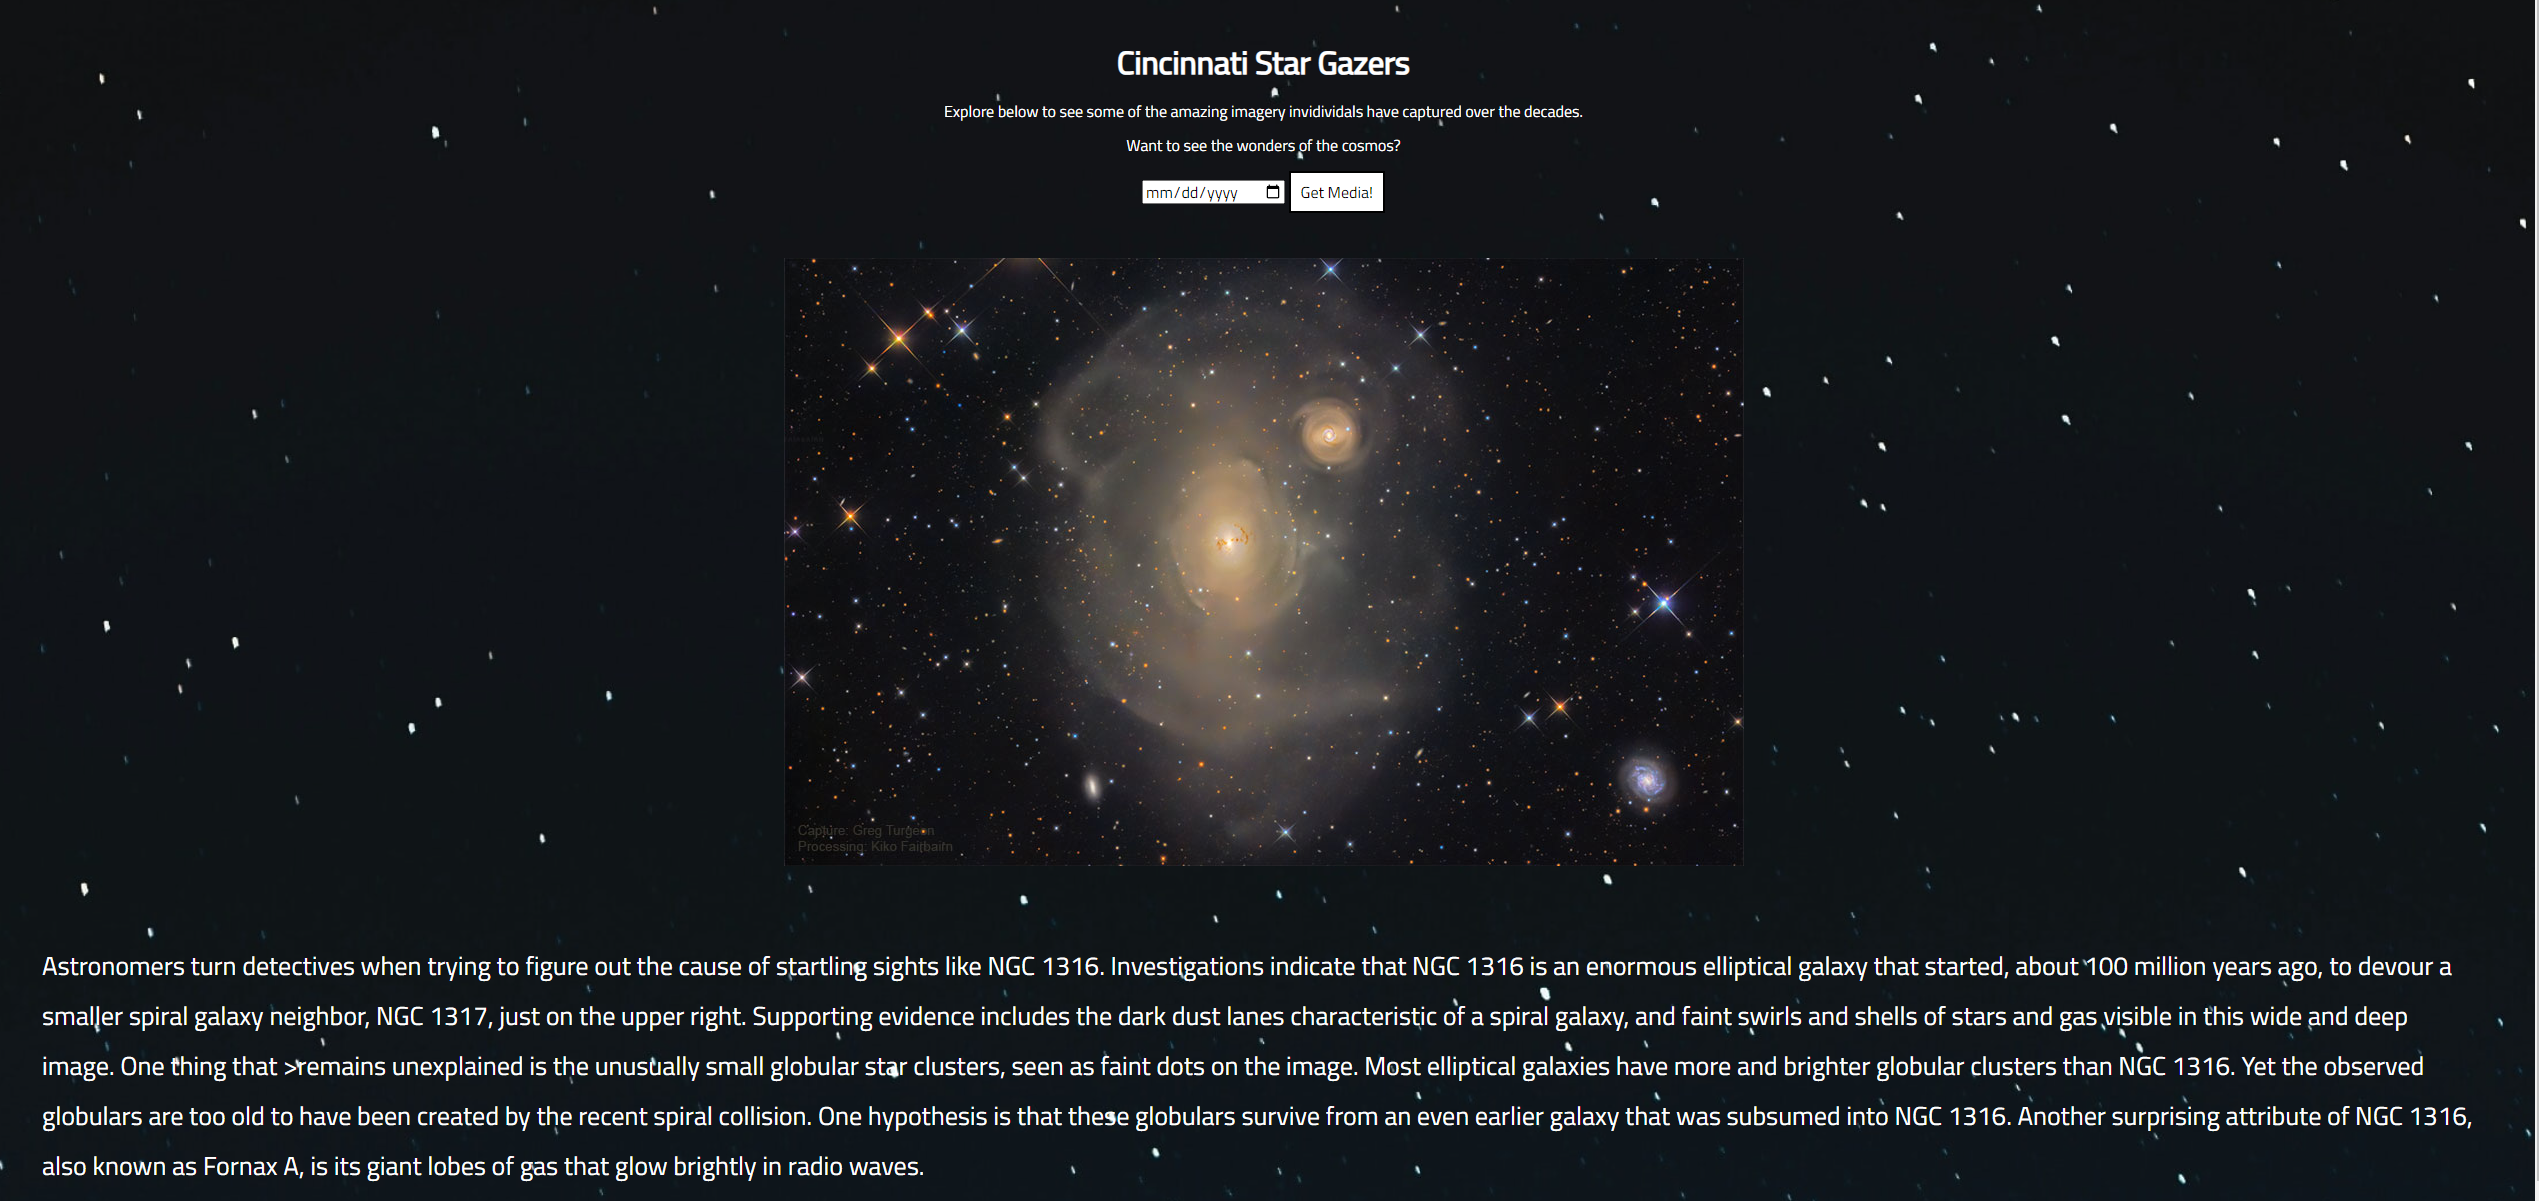 Cincinnati Star Gazers
Explore below to see some of the amazing imagery invidividals have captured over the decades.
Want to see the wonders of the cosmos?
mm/dd/yyyy Get Media!
Capture: Greg Turgeon
Processing: Kiko Fairbairn
Astronomers turn detectives when trying to figure out the cause of startling sights like NGC 1316. Investigations indicate that NGC 1316 is an enormous elliptical galaxy that started, about 100 million years ago, to devour a
smaller spiral galaxy neighbor, NGC 1317, just on the upper right. Supporting evidence includes the dark dust lanes characteristic of a spiral galaxy, and faint swirls and shells of stars and gas visible in this wide and deep
image. One thing that >remains unexplained is the unusually small globular star clusters, seen as faint dots on the image. Most elliptical galaxies have more and brighter globular clusters than NGC 1316. Yet the observed
globulars are too old to have been created by the recent spiral collision. One hypothesis is that these globulars survive from an even earlier galaxy that was subsumed into NGC 1316. Another surprising attribute of NGC 1316,
also known as Fornax A, is its giant lobes of gas that glow brightly in radio waves.